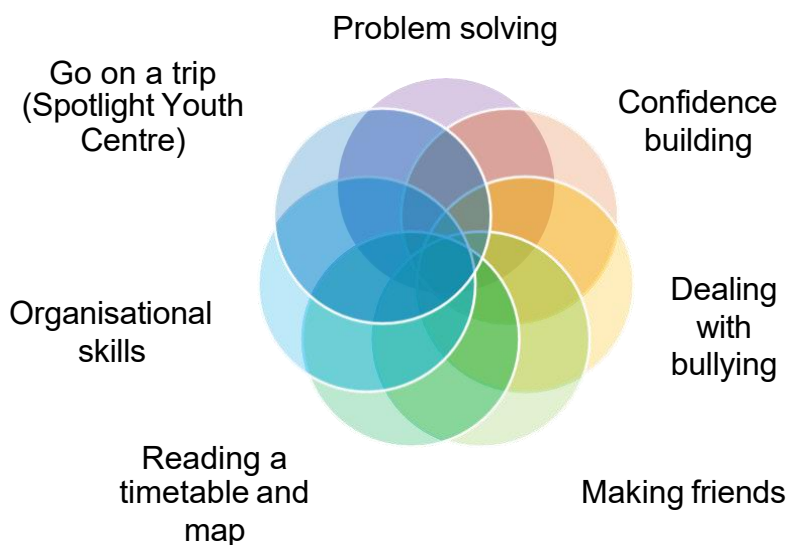 Problem solving
Go on a trip
(Spotlight Youth
Centre)
Confidence
building
Dealing
with
bullying
Organisational
skills
Reading a
timetable and
map
Making friends